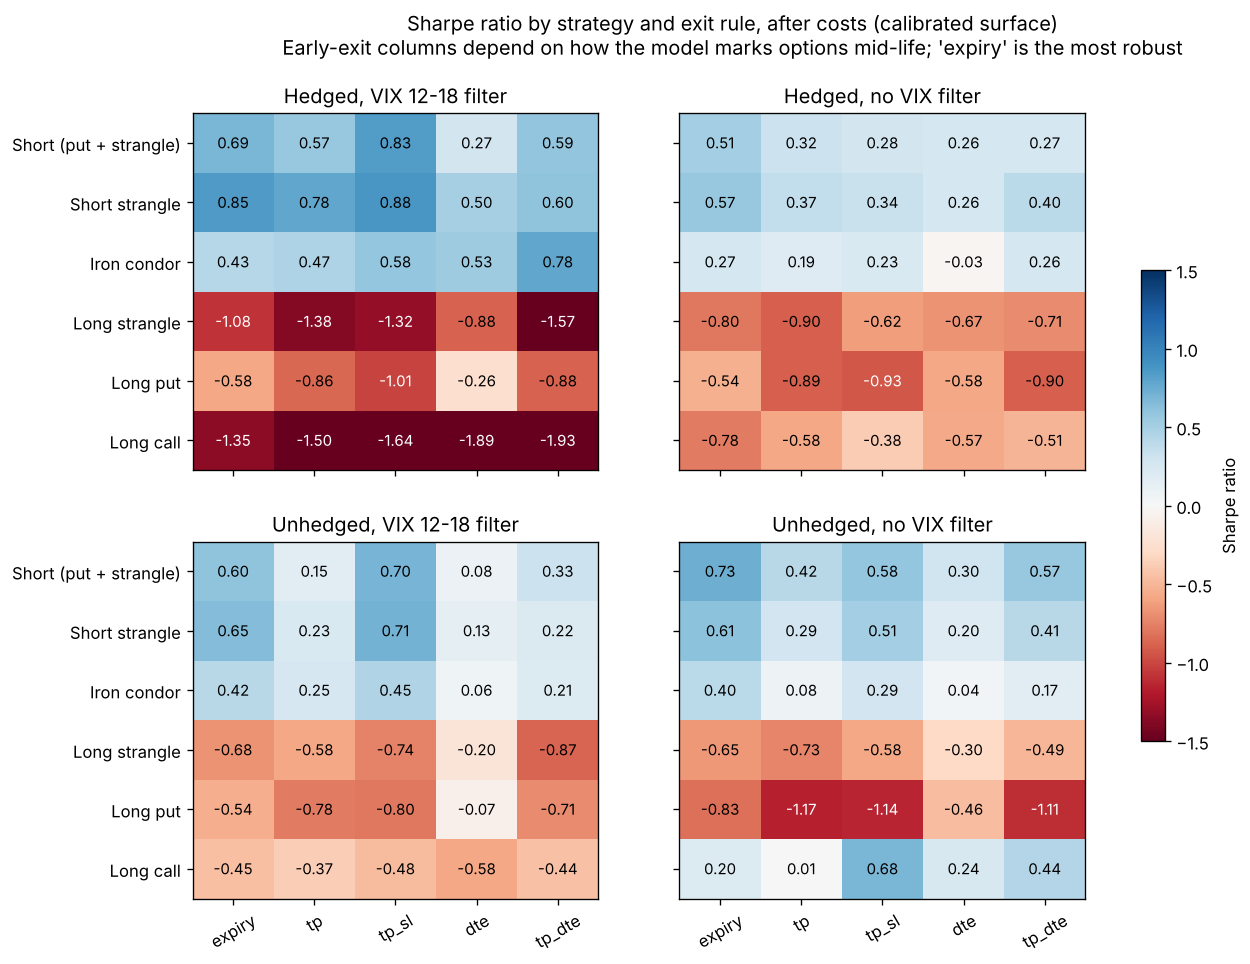 Sharpe ratio by strategy and exit rule, after costs (calibrated surface)
Early-exit columns depend on how the model marks options mid-life; 'expiry' is the most robust
Hedged, VIX 12-18 filter
Short (put + strangle) 0.69 0.57 0.83 0.27 0.59
Short strangle 0.85 0.78 0.88 0.50 0.60
Iron condor 0.43 0.47 0.58 0.53 0.78
Long strangle -1.08 -1.38 -1.32 -0.88 -1.57
Long put -0.58 -0.86 -1.01 -0.26 -0.88
Long call -1.35 -1.50 -1.64 -1.89 -1.93
Hedged, no VIX filter
0.51 0.32 0.28 0.26 0.27
0.57 0.37 0.34 0.26 0.40
0.27 0.19 0.23 -0.03 0.26
-0.80 -0.90 -0.62 -0.67 -0.71
-0.54 -0.89 -0.93 -0.58 -0.90
-0.78 -0.58 -0.38 -0.57 -0.51
Unhedged, VIX 12-18 filter
Short (put + strangle) 0.60 0.15 0.70 0.08 0.33
Short strangle 0.65 0.23 0.71 0.13 0.22
Iron condor 0.42 0.25 0.45 0.06 0.21
Long strangle -0.68 -0.58 -0.74 -0.20 -0.87
Long put -0.54 -0.78 -0.80 -0.07 -0.71
Long call -0.45 -0.37 -0.48 -0.58 -0.44
expiry tp tp_sl dte tp_dte
Unhedged, no VIX filter
0.73 0.42 0.58 0.30 0.57
0.61 0.29 0.51 0.20 0.41
0.40 0.08 0.29 0.04 0.17
-0.65 -0.73 -0.58 -0.30 -0.49
-0.83 -1.17 -1.14 -0.46 -1.11
0.20 0.01 0.68 0.24 0.44
expiry tp tp_sl dte tp_dte
1.5
1.0
0.5
0.0
−0.5
−1.0
−1.5
Sharpe ratio